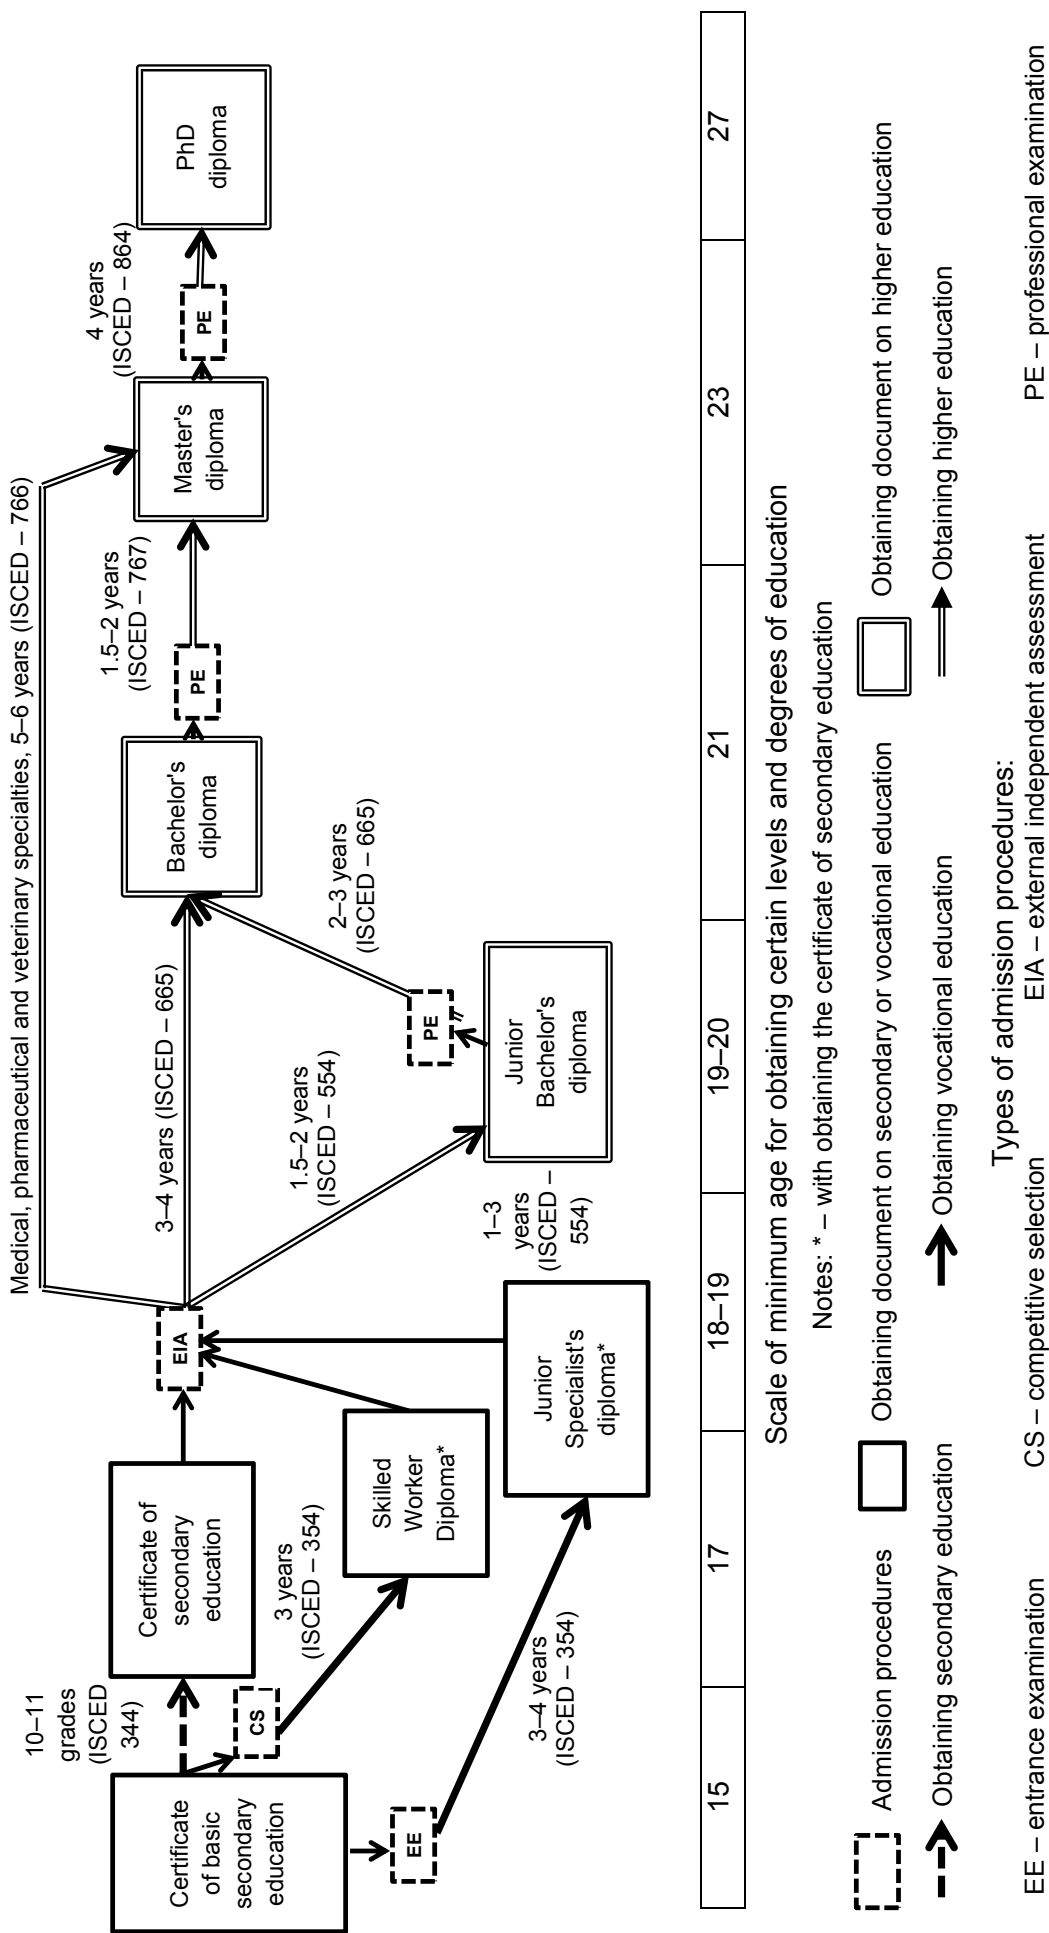 Medical, pharmaceutical and veterinary specialties, 5–6 years (ISCED – 766)
10–11
grades
(ISCED
344)
Certificate
of basic
secondary
education
Certificate of
secondary
education
EIA
3–4 years (ISCED – 665)
Bachelor's
diploma
PE
1.5–2 years
(ISCED – 767)
Master's
diploma
PE
4 years
(ISCED – 864)
PhD
diploma
CS
3 years
(ISCED – 354)
Skilled
Worker
Diploma*
1.5–2 years
(ISCED – 554)
2–3 years
(ISCED – 665)
PE
EE
3–4 years
(ISCED – 354)
Junior
Specialist's
diploma*
1–3
years
(ISCED –
554)
Junior
Bachelor's
diploma
15
17
18–19
19–20
21
23
27
Scale of minimum age for obtaining certain levels and degrees of education
Notes: * – with obtaining the certificate of secondary education
Admission procedures
Obtaining document on secondary or vocational education
Obtaining document on higher education
Obtaining secondary education
Obtaining vocational education
Obtaining higher education
Types of admission procedures:
EE – entrance examination
CS – competitive selection
EIA – external independent assessment
PE – professional examination